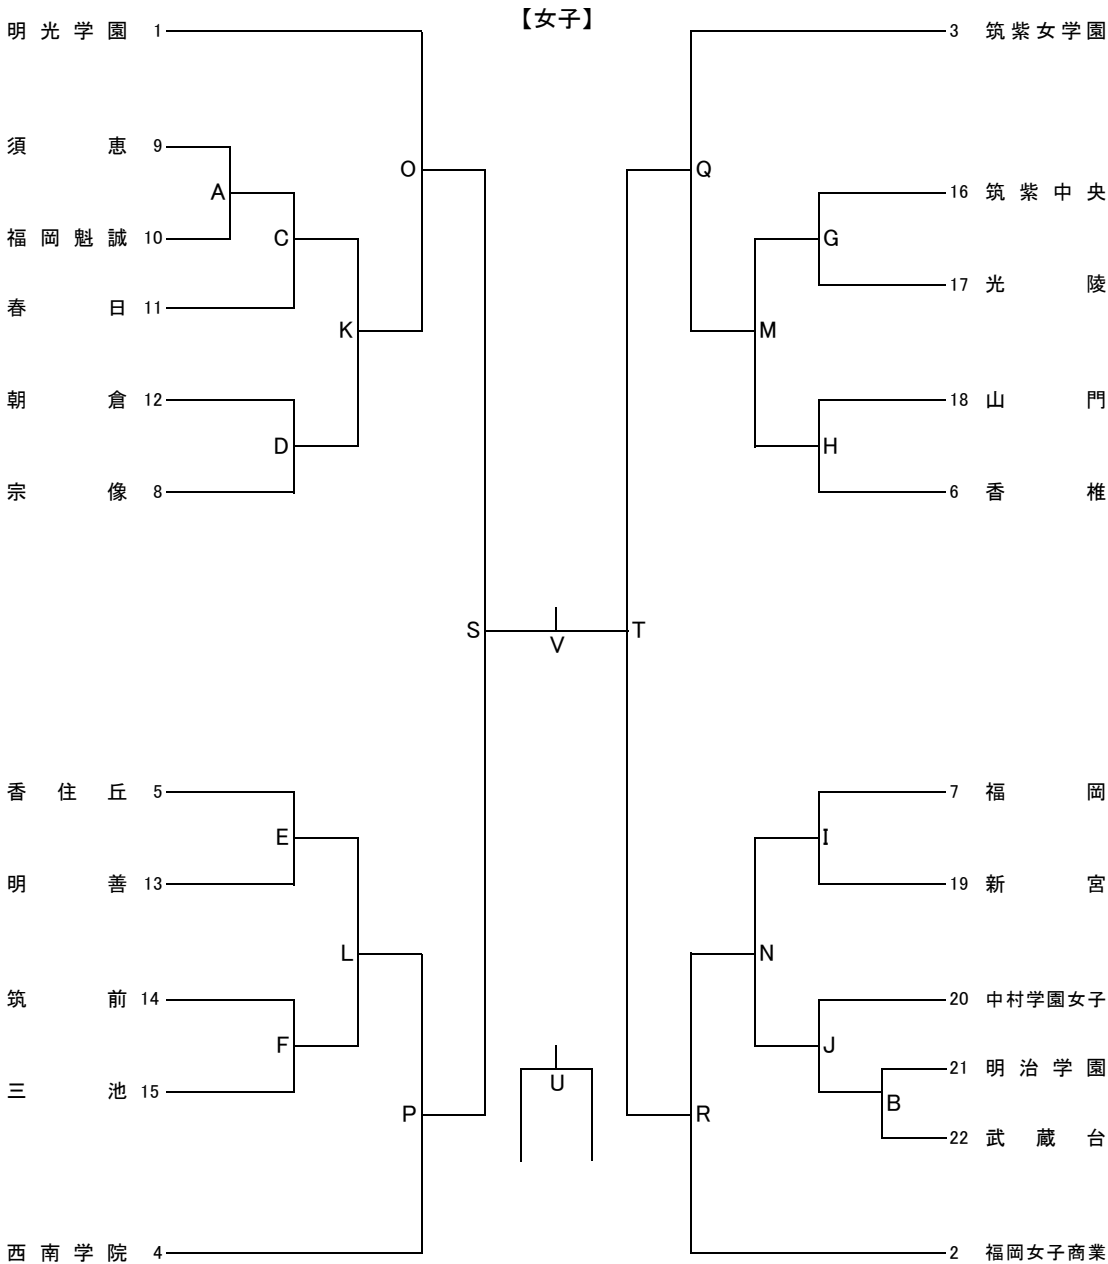 【女子】
明光学園 1
須恵 9
A
福岡魁誠 10
C
春日 11
K
朝倉 12
D
宗像 8
O
S
V
香住丘 5
E
明善 13
L
筑前 14
F
三池 15
P
西南学院 4
U
3 筑紫女学園
Q
16 筑紫中央
G
17 光陵
M
18 山門
H
6 香椎
T
7 福岡
I
19 新宮
N
20 中村学園女子
J
21 明治学園
B
22 武蔵台
R
2 福岡女子商業